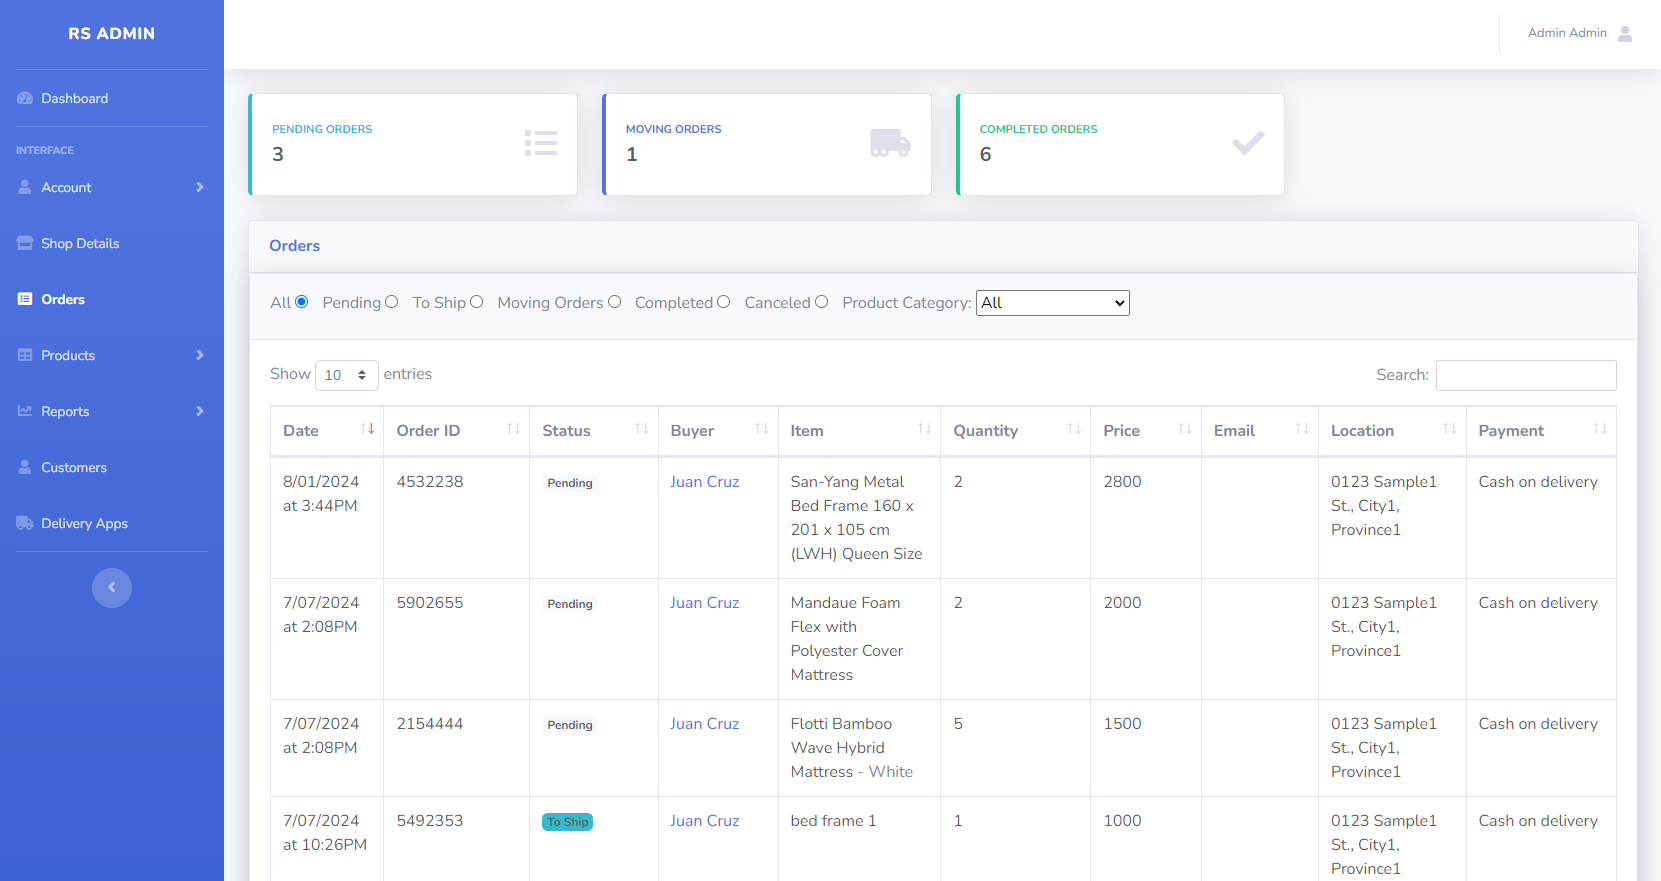 RS ADMIN
Admin Admin
Dashboard
INTERFACE
Account
Shop Details
Orders
Products
Reports
Customers
Delivery Apps
PENDING ORDERS
3
MOVING ORDERS
1
COMPLETED ORDERS
6
Orders
All Pending To Ship Moving Orders Completed Canceled Product Category: All
Show 10 entries Search:
Date Order ID Status Buyer Item Quantity Price Email Location Payment
8/01/2024 4532238 Pending Juan Cruz San-Yang Metal 2 2800 0123 Sample1 Cash on delivery
at 3:44PM Bed Frame 160 x St., City1,
201 x 105 cm Province1
(LWH) Queen Size
7/07/2024 5902655 Pending Juan Cruz Mandaue Foam 2 2000 0123 Sample1 Cash on delivery
at 2:08PM Flex with St., City1,
Polyester Cover Province1
Mattress
7/07/2024 2154444 Pending Juan Cruz Flotti Bamboo 5 1500 0123 Sample1 Cash on delivery
at 2:08PM Wave Hybrid St., City1,
Mattress - White Province1
7/07/2024 5492353 To Ship Juan Cruz bed frame 1 1 1000 0123 Sample1 Cash on delivery
at 10:26PM St., City1,
Province1